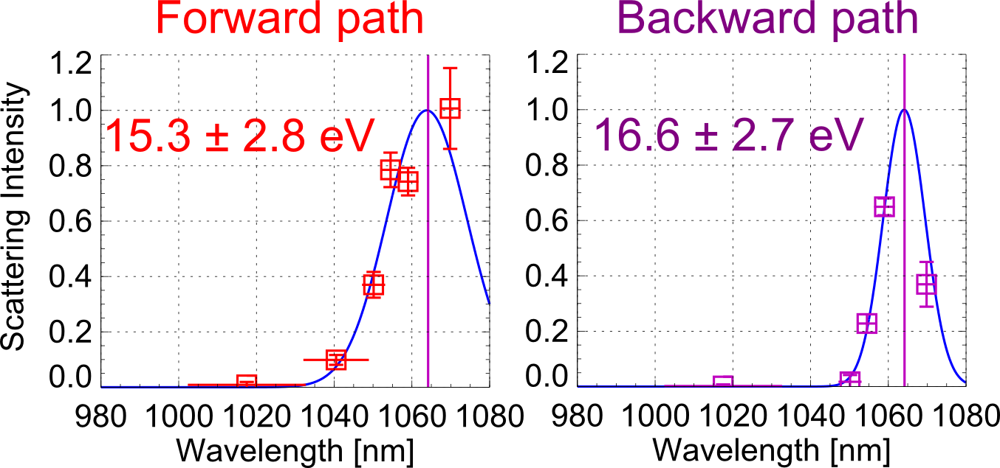 Forward path
Backward path
Scattering Intensity
1.2
1.0
0.8
0.6
0.4
0.2
0.0
15.3 ± 2.8 eV
980 1000 1020 1040 1060 1080
Wavelength [nm]
1.2
1.0
0.8
0.6
0.4
0.2
0.0
16.6 ± 2.7 eV
980 1000 1020 1040 1060 1080
Wavelength [nm]